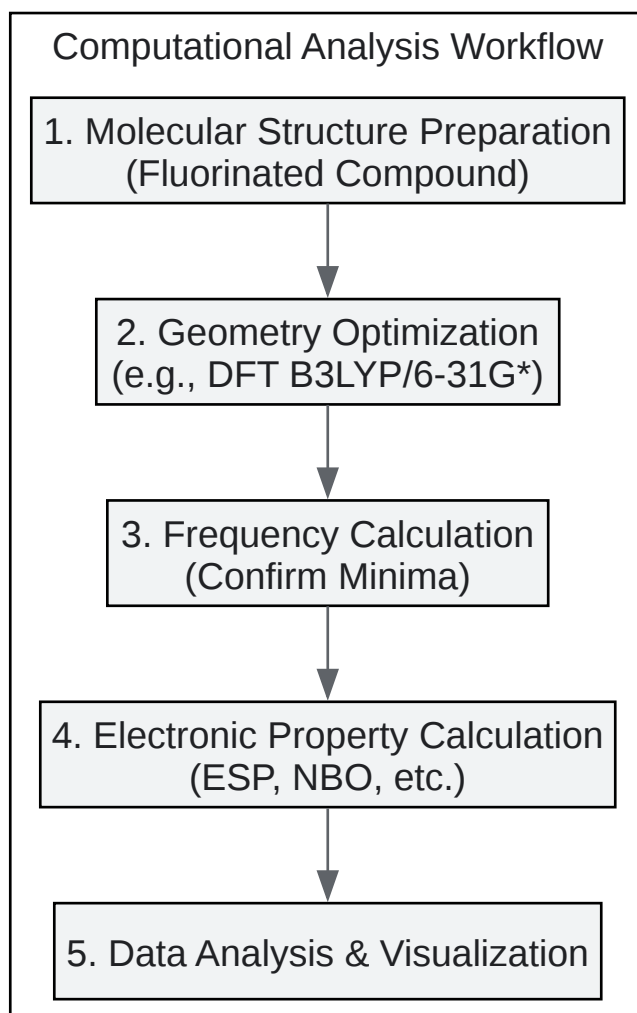 Computational Analysis Workflow
1. Molecular Structure Preparation
(Fluorinated Compound)
2. Geometry Optimization
(e.g., DFT B3LYP/6-31G*)
3. Frequency Calculation
(Confirm Minima)
4. Electronic Property Calculation
(ESP, NBO, etc.)
5. Data Analysis & Visualization